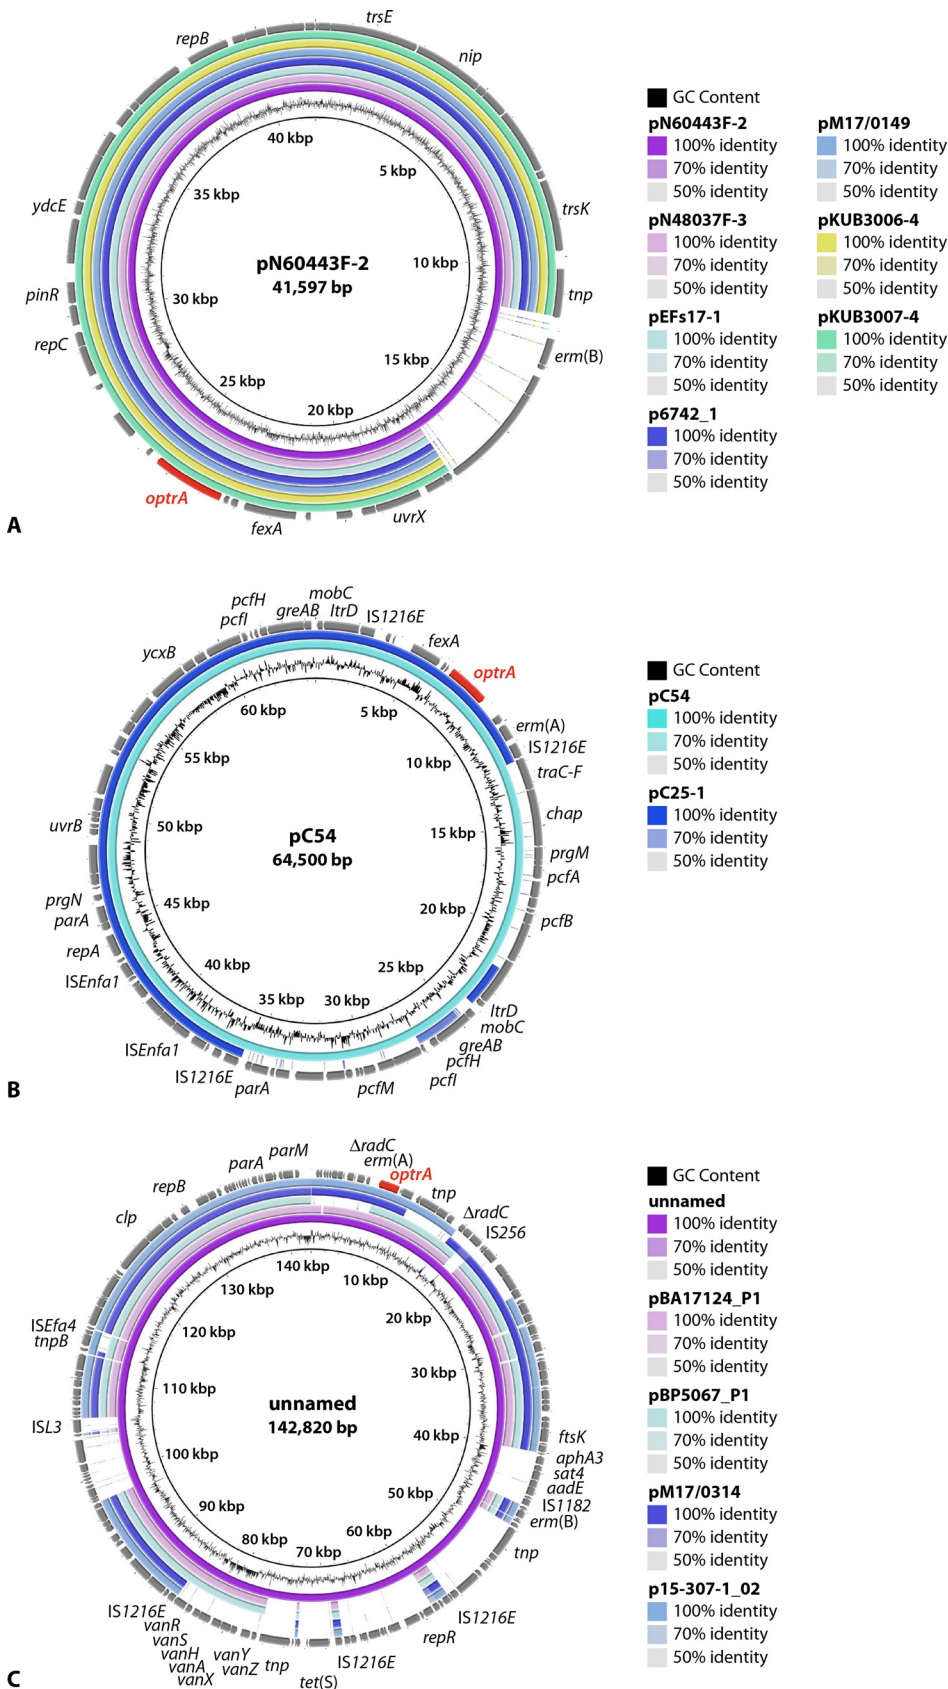 trsE
repB
nip
40 kbp
5 kbp
35 kbp
ydcE
trsK
pN60443F-2
41,597 bp
10 kbp
pinR
30 kbp
tnp
repC
erm(B)
15 kbp
25 kbp
20 kbp
optrA
uvrX
fexA
A
GC Content
pN60443F-2
100% identity
70% identity
50% identity
pN48037F-3
100% identity
70% identity
50% identity
pEFs17-1
100% identity
70% identity
50% identity
p6742_1
100% identity
70% identity
50% identity
pM17/0149
100% identity
70% identity
50% identity
pKUB3006-4
100% identity
70% identity
50% identity
pKUB3007-4
100% identity
70% identity
50% identity
mobC
pcfH
greAB
ltrD
IS1216E
pcfI
fexA
ycxB
optrA
60 kbp
5 kbp
erm(A)
IS1216E
55 kbp
10 kbp
traC-F
chap
uvrB
50 kbp
pC54
64,500 bp
15 kbp
prgM
pcfA
prgN
45 kbp
20 kbp
parA
pcfB
repA
40 kbp
25 kbp
ISEnfa1
35 kbp
30 kbp
ltrD
mobC
greAB
ISEnfa1
pcfH
IS1216E
pcfI
parA
pcfM
B
GC Content
pC54
100% identity
70% identity
50% identity
pC25-1
100% identity
70% identity
50% identity
parM
ΔradC
parA
erm(A)
optrA
repB
tnp
clp
ΔradC
IS256
140 kbp
10 kbp
130 kbp
20 kbp
ISEfa4
120 kbp
tnpB
30 kbp
110 kbp
unnamed
142,820 bp
ISL3
40 kbp
ftsK
100 kbp
aphA3
sat4
aadE
50 kbp
IS1182
90 kbp
erm(B)
60 kbp
80 kbp
70 kbp
tnp
IS1216E
IS1216E
vanR
repR
vanS
vanH
vanY
vanA
vanZ
tnp
IS1216E
vanX
tet(S)
C
GC Content
unnamed
100% identity
70% identity
50% identity
pBA17124_P1
100% identity
70% identity
50% identity
pBP5067_P1
100% identity
70% identity
50% identity
pM17/0314
100% identity
70% identity
50% identity
p15-307-1_02
100% identity
70% identity
50% identity